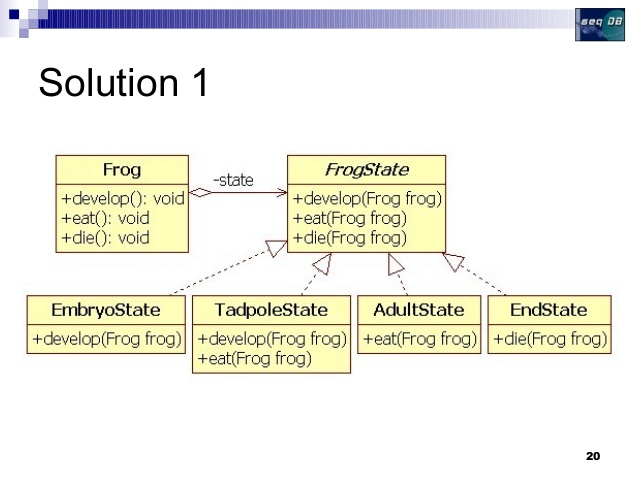 seq DB
Solution 1
Frog
+develop(): void
+eat(): void
+die(): void
-state
FrogState
+develop(Frog frog)
+eat(Frog frog)
+die(Frog frog)
EmbryoState
+develop(Frog frog)
TadpoleState
+develop(Frog frog)
+eat(Frog frog)
AdultState
+eat(Frog frog)
EndState
+die(Frog frog)
20